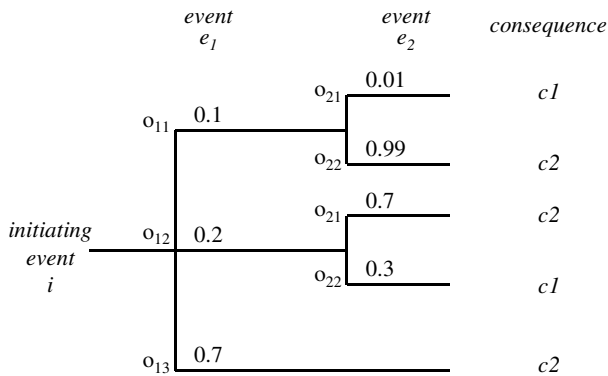 event
e1
event
e2
consequence
o21
0.01
c1
o11
0.1
o22
0.99
c2
o21
0.7
c2
initiating
event
i
o12
0.2
o22
0.3
c1
o13
0.7
c2